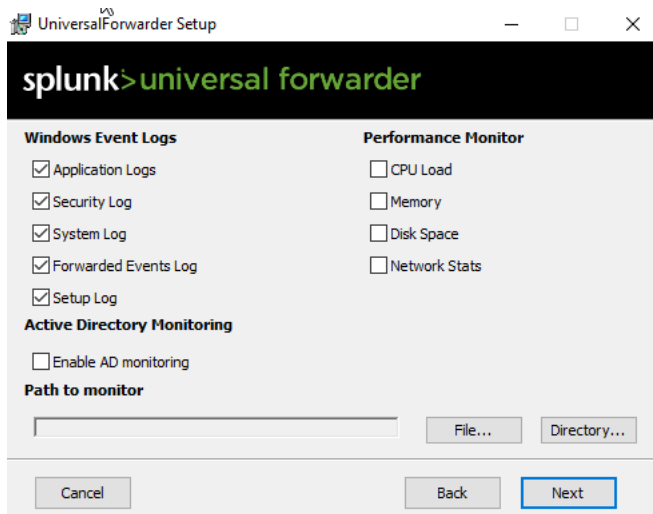 UniversalForwarder Setup
splunk>universal forwarder
Windows Event Logs
Application Logs
Security Log
System Log
Forwarded Events Log
Setup Log
Active Directory Monitoring
Enable AD monitoring
Path to monitor
Performance Monitor
CPU Load
Memory
Disk Space
Network Stats
File...
Directory...
Cancel
Back
Next